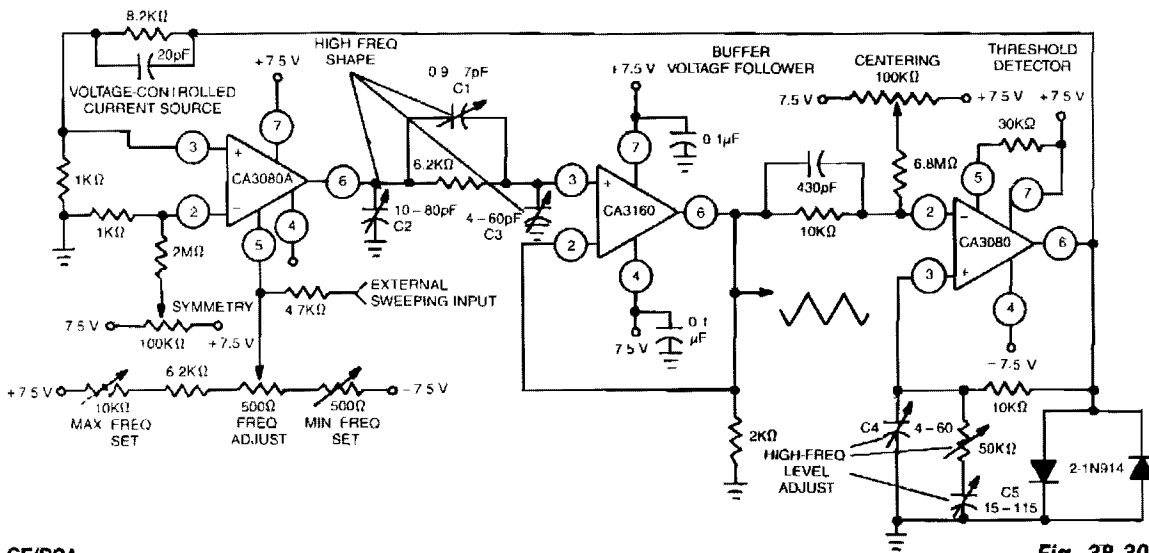 8.2KΩ
20pF
VOLTAGE-CONTROLLED
CURRENT SOURCE
+7 5 V
HIGH FREQ
SHAPE
0 9 7pF
C1
BUFFER
VOLTAGE FOLLOWER
+7.5 V
0 1µF
CENTERING
100KΩ
7.5 V
+7.5 V
THRESHOLD
DETECTOR
+7.5 V
30KΩ
3
+
7
CA3080A
6
6.2KΩ
3
+
7
CA3160
6
430pF
6.8MΩ
5
7
1KΩ
1KΩ
2
−
5
4
10-80pF
C2
4-60pF
C3
2
4
10KΩ
2
−
CA3080
6
3
+
4
2MΩ
SYMMETRY
7 5 V
100KΩ
+7.5 V
4.7KΩ
EXTERNAL
SWEEPING INPUT
7 5 V
0 1
µF
−7.5 V
+7 5 V
10KΩ
MAX FREQ
SET
6.2KΩ
500Ω
FREQ
ADJUST
500Ω
MIN FREQ
SET
−7 5 V
2KΩ
C4
4-60
50KΩ
10KΩ
HIGH-FREQ
LEVEL
ADJUST
C5
15-115
2-1N914